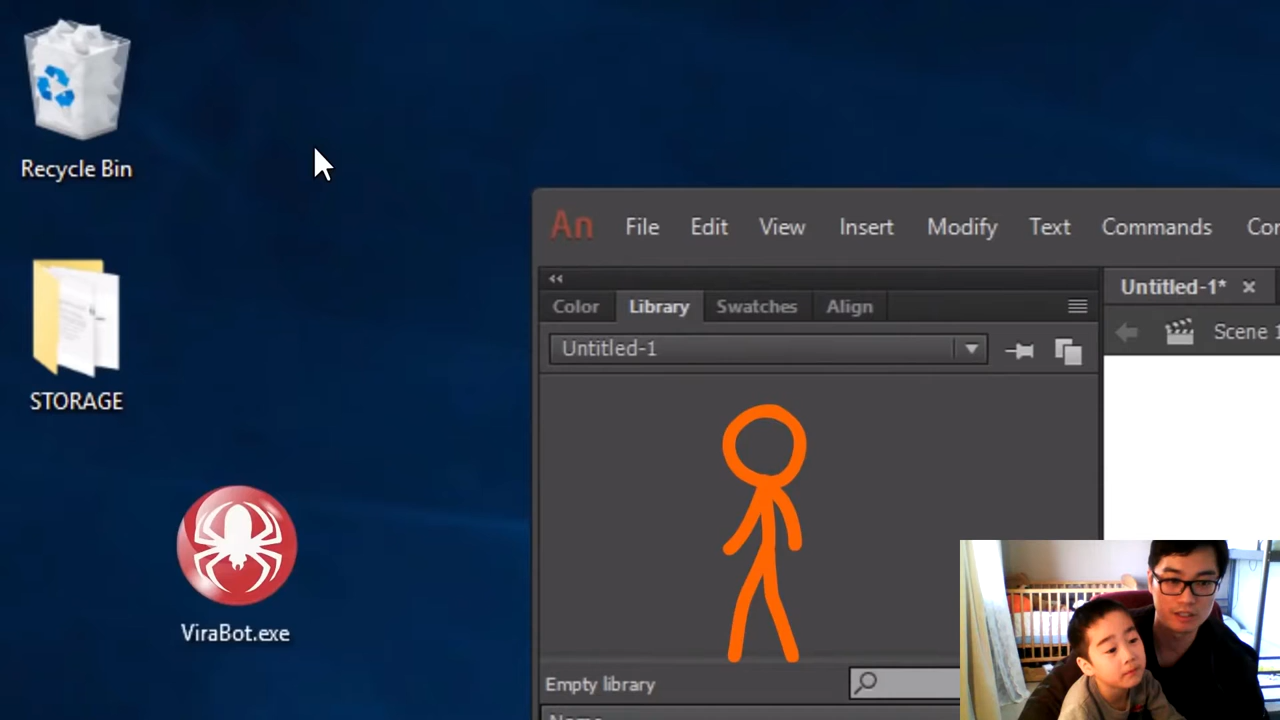 Recycle Bin
STORAGE
ViraBot.exe
An File Edit View Insert Modify Text Commands
Color Library Swatches Align
Untitled-1* ×
Untitled-1
Scene 1
Empty library